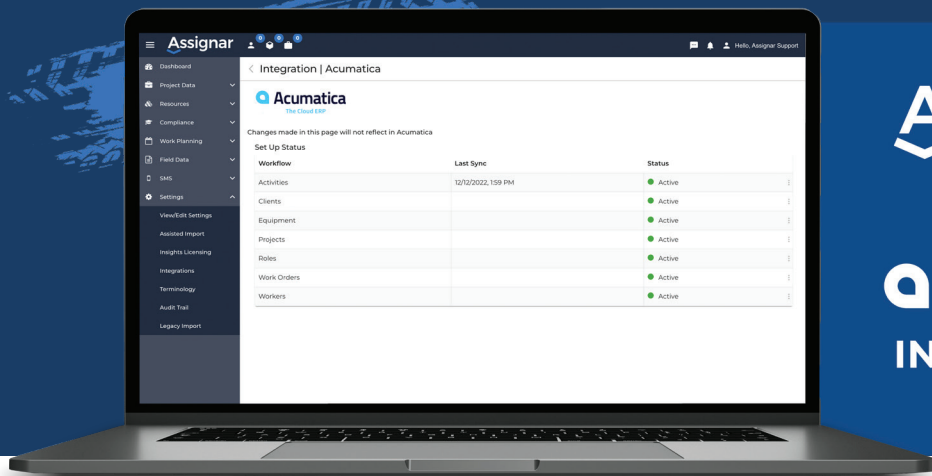 Assignar
0 0 0
Hello, Assignar Support
Dashboard
Project Data
Resources
Compliance
Work Planning
Field Data
SMS
Settings
View/Edit Settings
Assisted Import
Insights Licensing
Integrations
Terminology
Audit Trail
Legacy Import
Integration | Acumatica
Acumatica
The Cloud ERP
Changes made in this page will not reflect in Acumatica
Set Up Status
Workflow Last Sync Status
Activities 12/12/2022, 1:59 PM Active
Clients Active
Equipment Active
Projects Active
Roles Active
Work Orders Active
Workers Active
A
a
IN